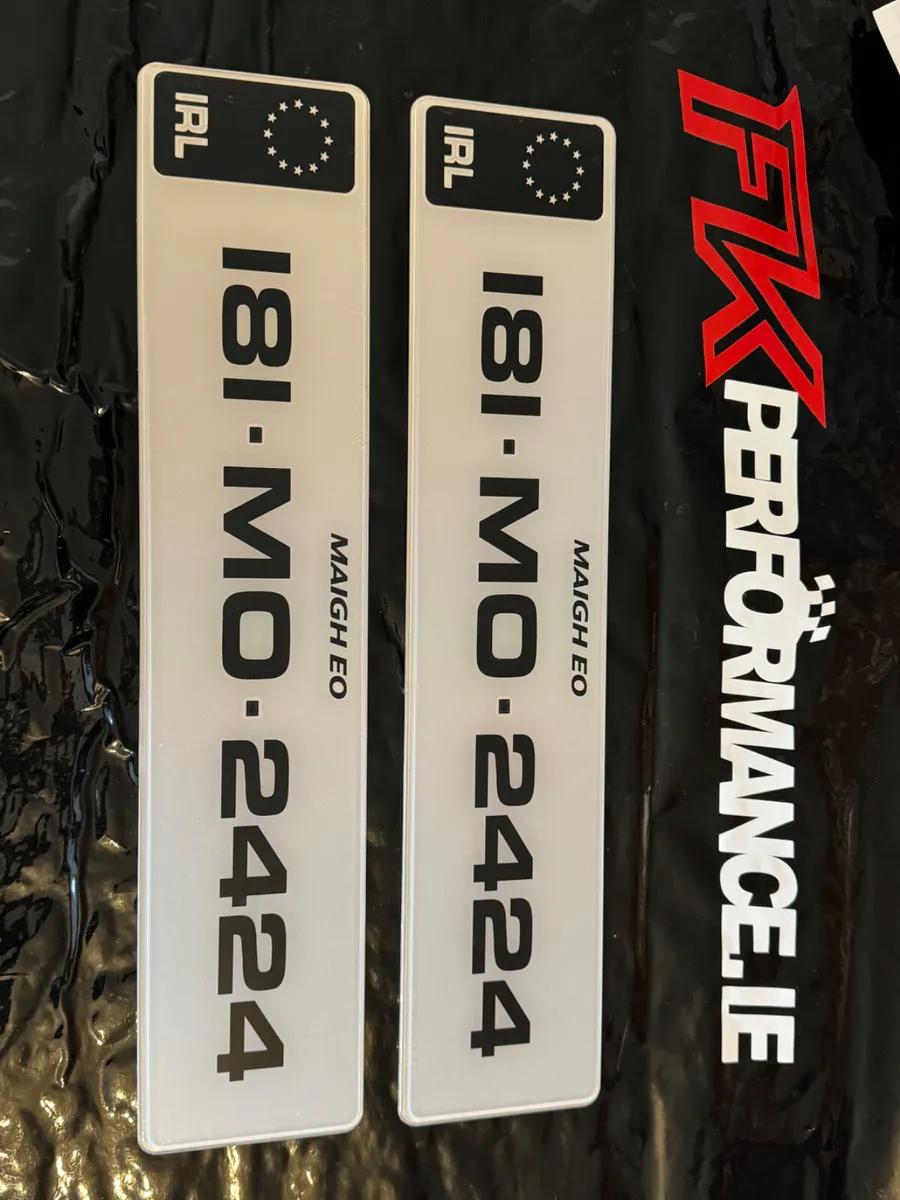 FK PERFORMANCE.IE
MAIGH EO
IRL 181-MO-2424
MAIGH EO
IRL 181-MO-2424